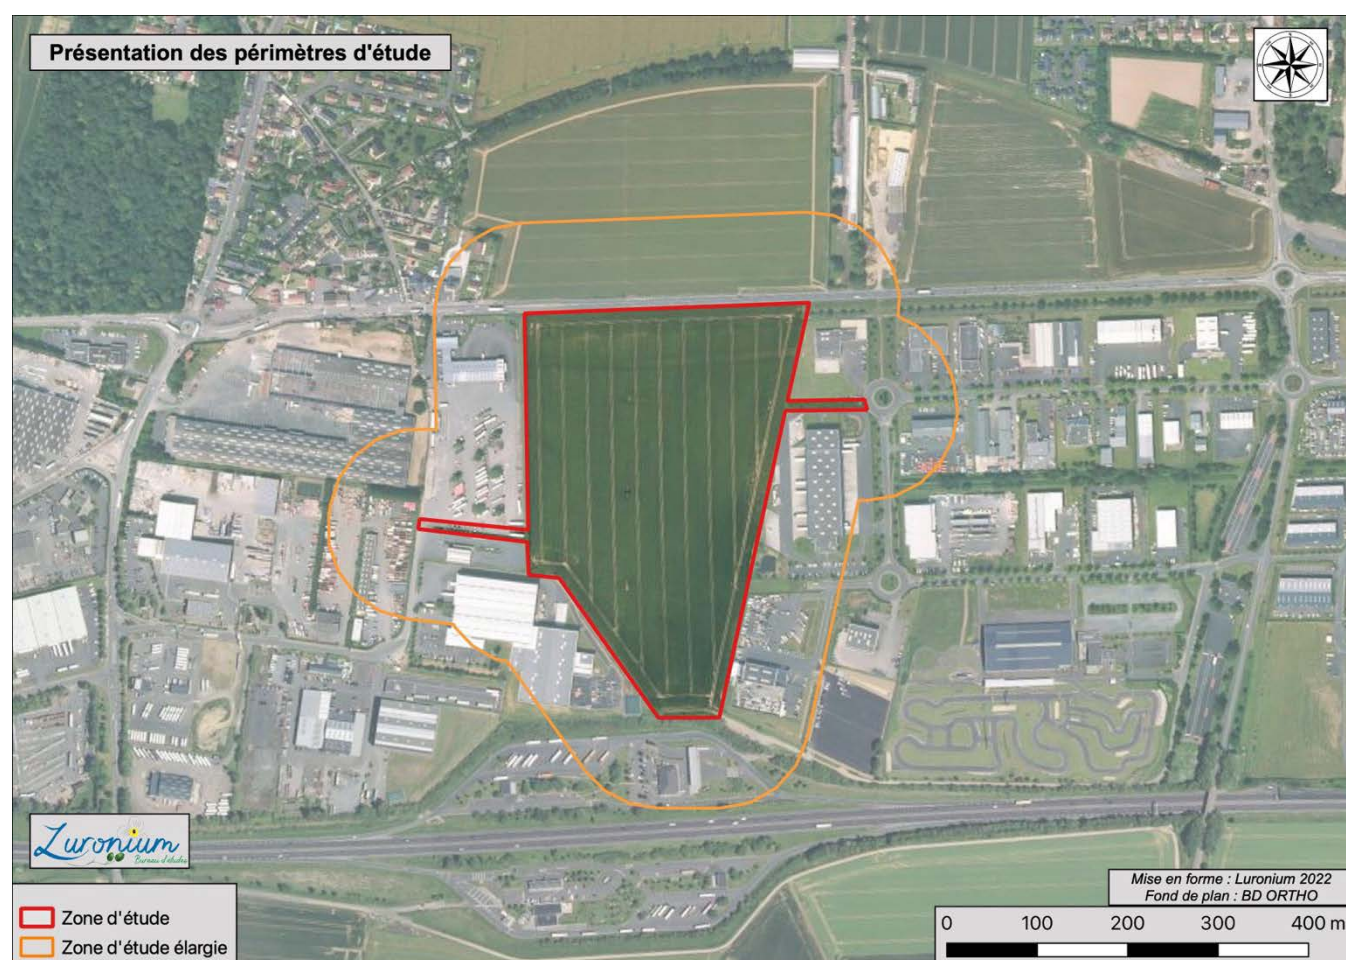 Présentation des périmètres d'étude
Luronium
Bureau d'études
Zone d'étude
Zone d'étude élargie
Mise en forme : Luronium 2022
Fond de plan : BD ORTHO
0 100 200 300 400 m